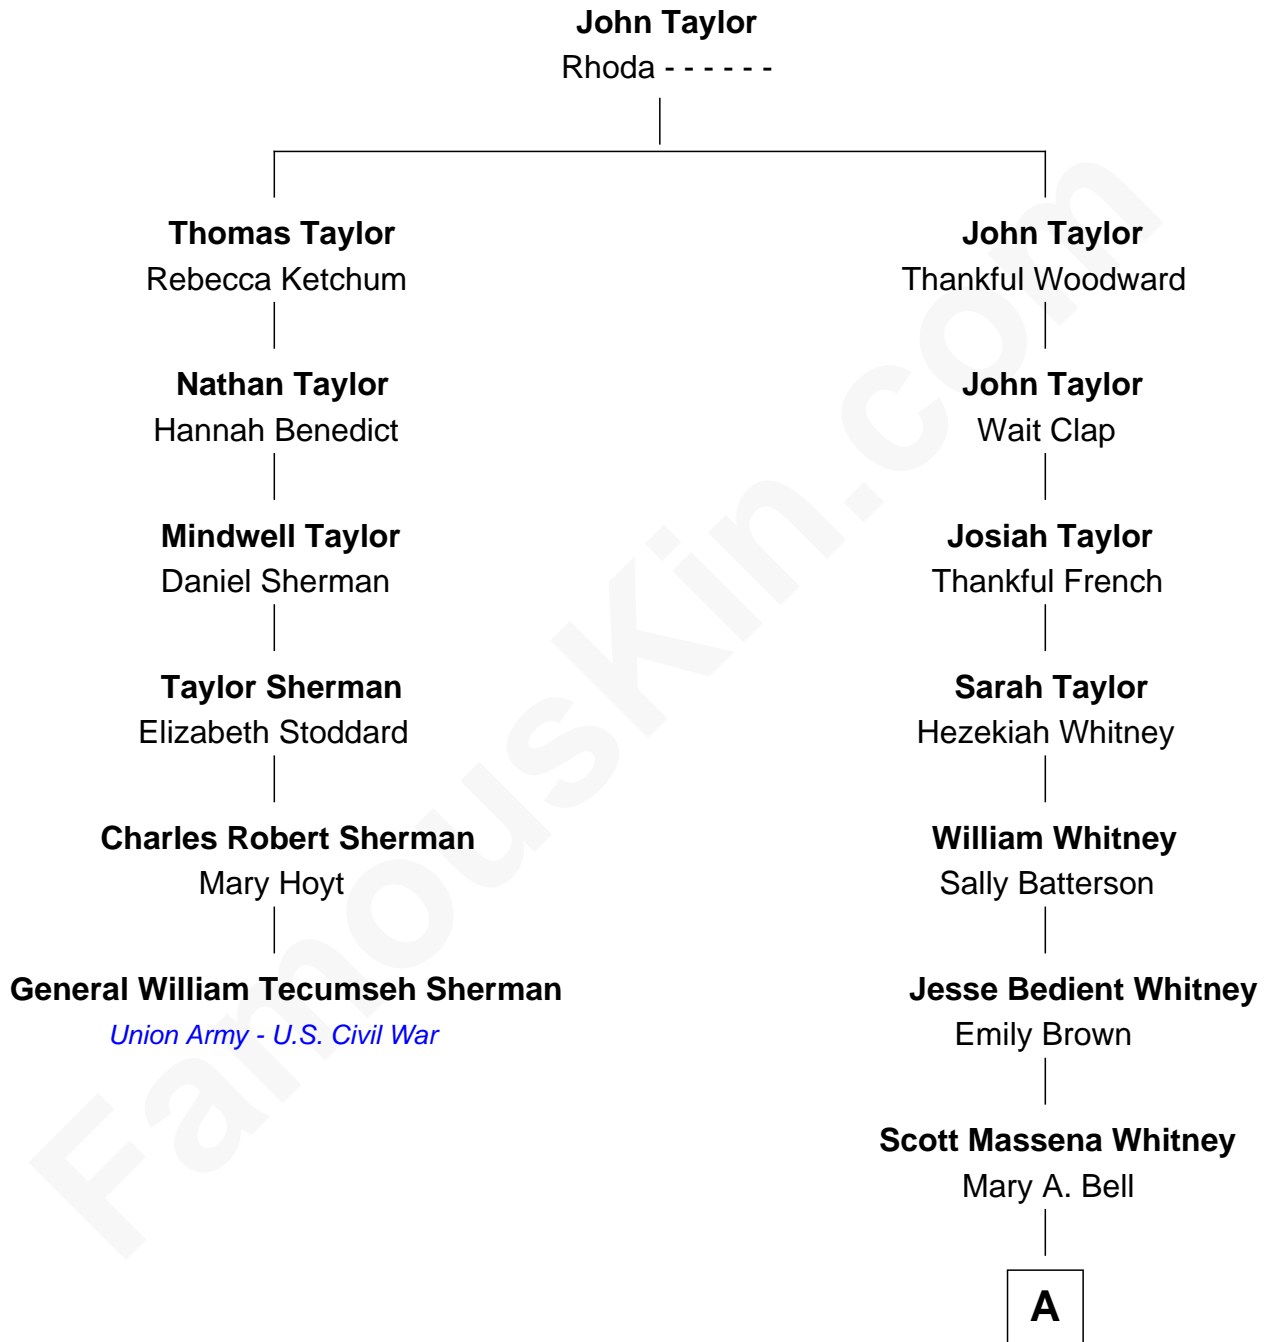 John Taylor
Rhoda - - - - - -
Thomas Taylor
Rebecca Ketchum
John Taylor
Thankful Woodward
Nathan Taylor
Hannah Benedict
John Taylor
Wait Clap
Mindwell Taylor
Daniel Sherman
Josiah Taylor
Thankful French
Taylor Sherman
Elizabeth Stoddard
Sarah Taylor
Hezekiah Whitney
Charles Robert Sherman
Mary Hoyt
William Whitney
Sally Batterson
General William Tecumseh Sherman
Union Army - U.S. Civil War
Jesse Bedient Whitney
Emily Brown
Scott Massena Whitney
Mary A. Bell
A
FamousKin.com